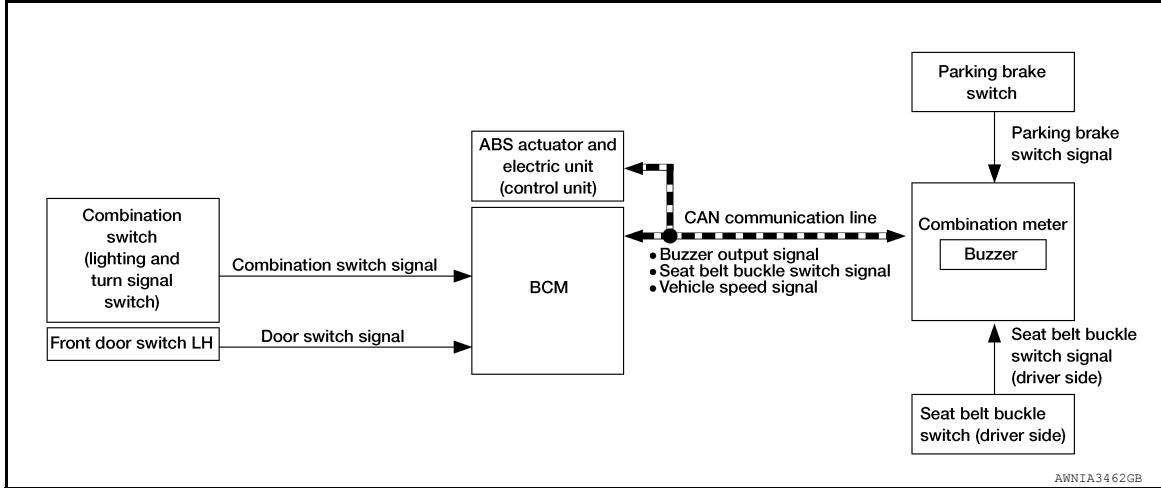 Parking brake
switch
Parking brake
switch signal
ABS actuator and
electric unit
(control unit)
Combination
switch
(lighting and
turn signal
switch)
Combination switch signal
BCM
CAN communication line
• Buzzer output signal
• Seat belt buckle switch signal
• Vehicle speed signal
Combination meter
Buzzer
Front door switch LH
Door switch signal
Seat belt buckle
switch signal
(driver side)
Seat belt buckle
switch (driver side)
AWNIA3462GB